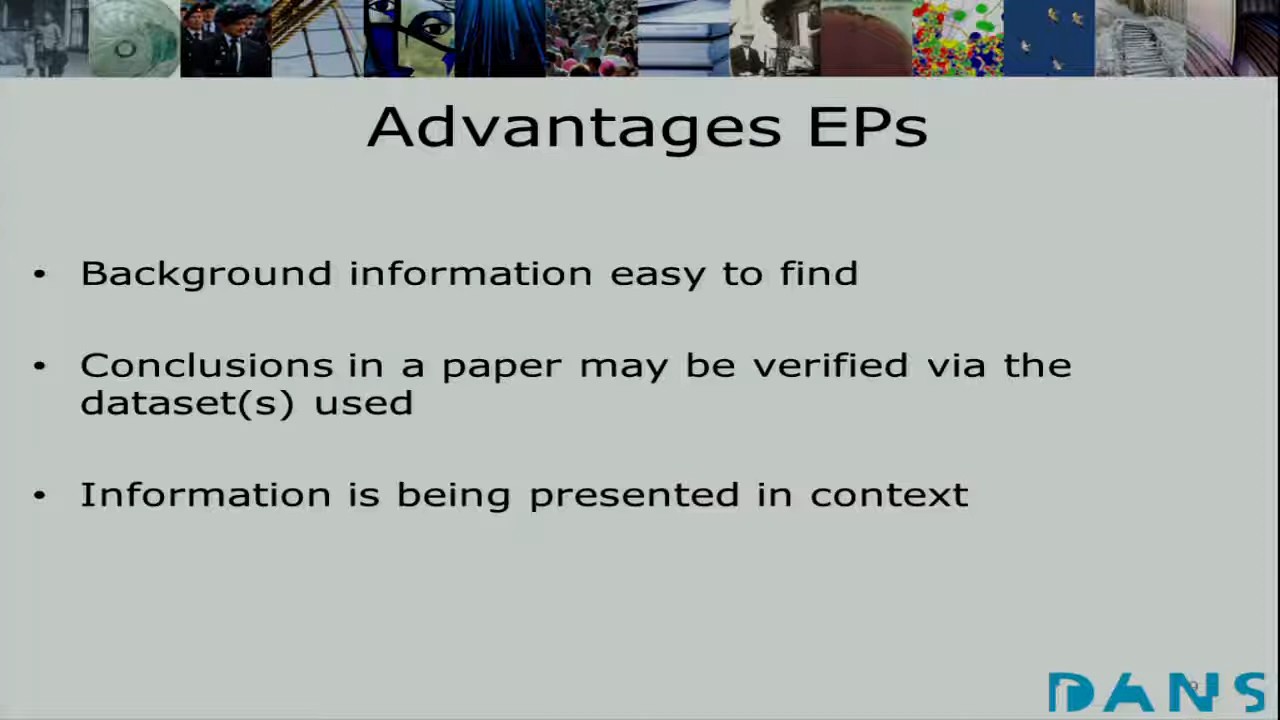 Advantages EPs
• Background information easy to find
• Conclusions in a paper may be verified via the
dataset(s) used
• Information is being presented in context
DANS